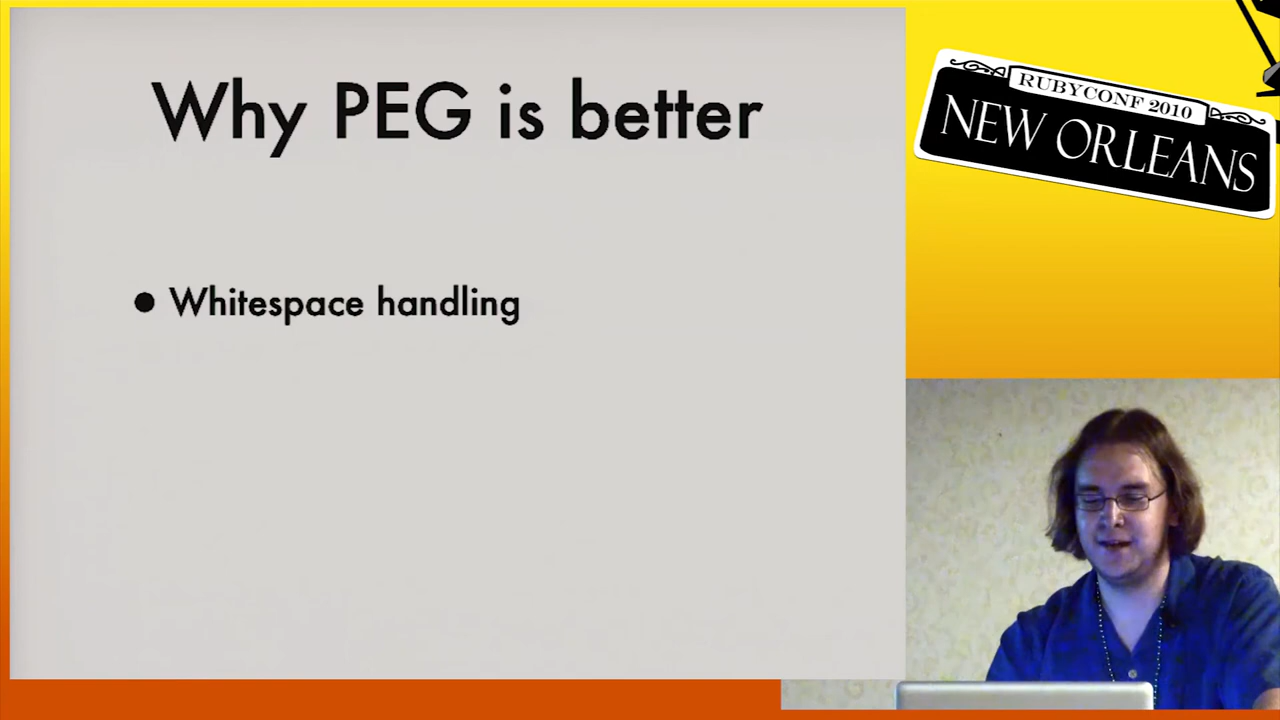 Why PEG is better
• Whitespace handling
RUBYCONF 2010
NEW ORLEANS